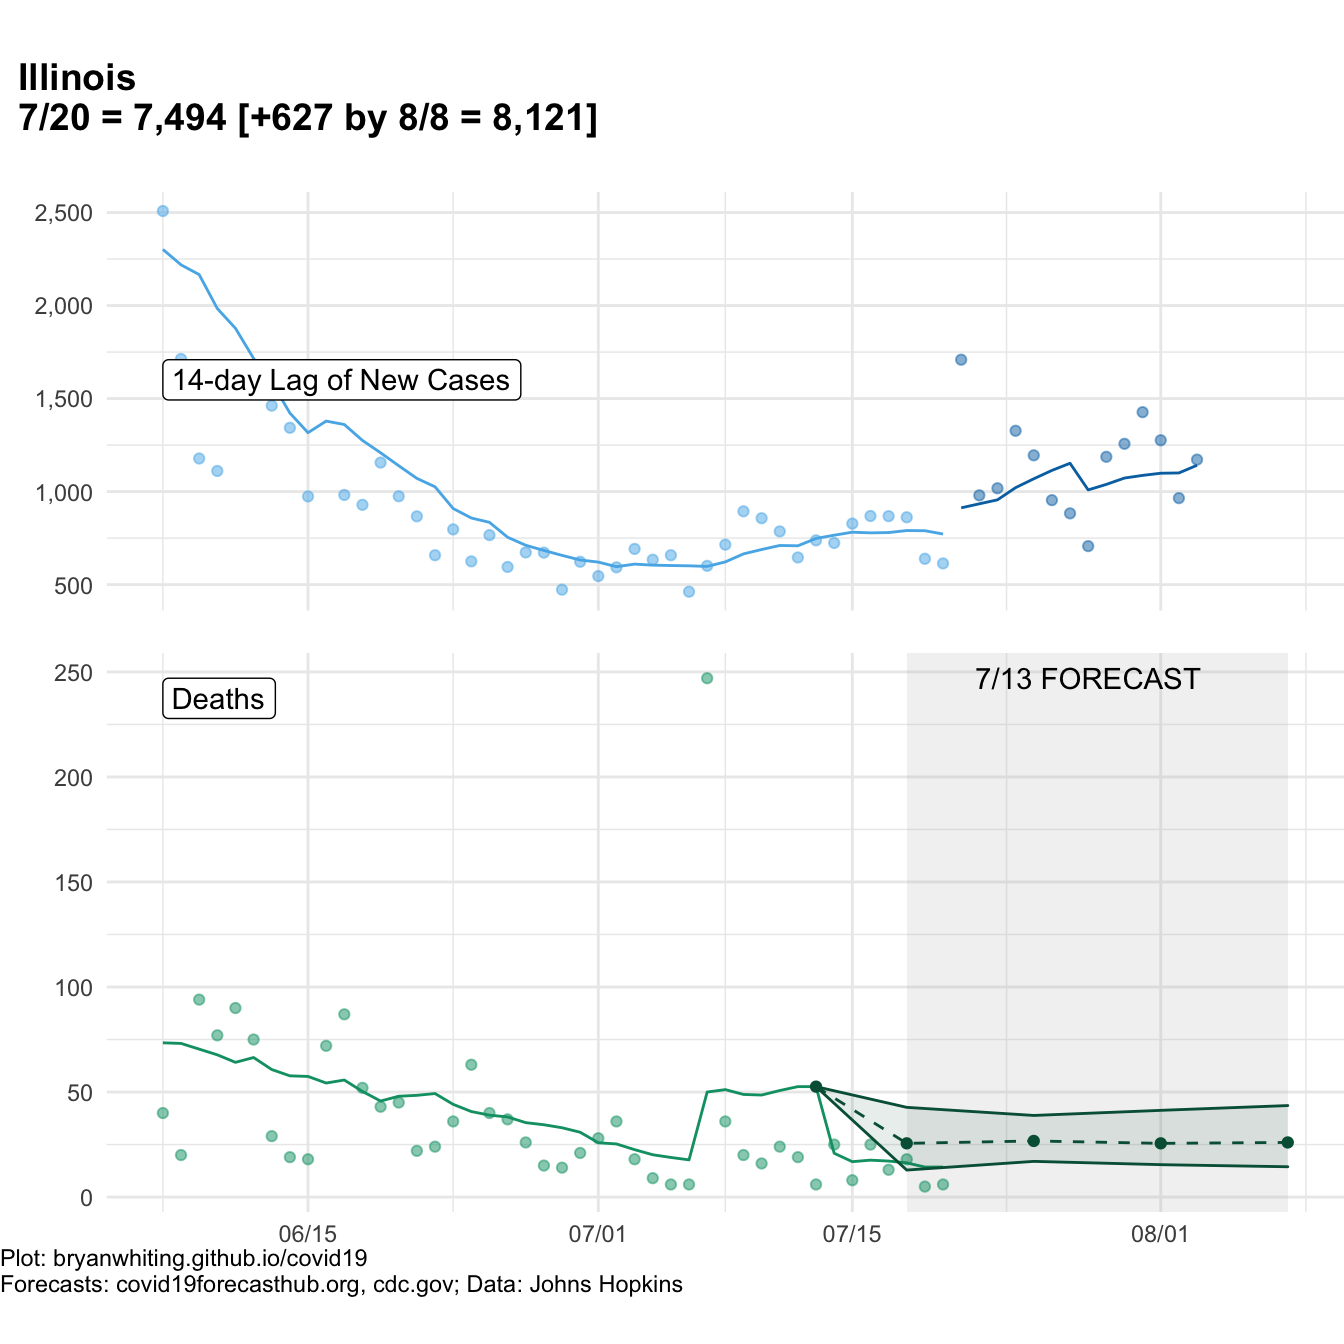 Illinois
7/20 = 7,494 [+627 by 8/8 = 8,121]
2,500
2,000
1,500
1,000
500
14-day Lag of New Cases
250
200
150
100
50
0
Deaths
7/13 FORECAST
06/15 07/01 07/15 08/01
Plot: bryanwhiting.github.io/covid19
Forecasts: covid19forecasthub.org, cdc.gov; Data: Johns Hopkins